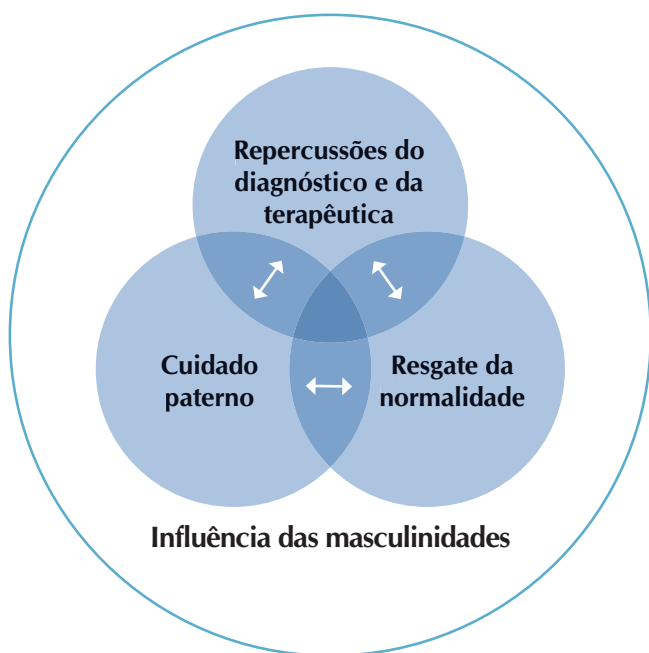 Repercussões do
diagnóstico e da
terapêutica
Cuidado
paterno
Resgate da
normalidade
Influência das masculinidades